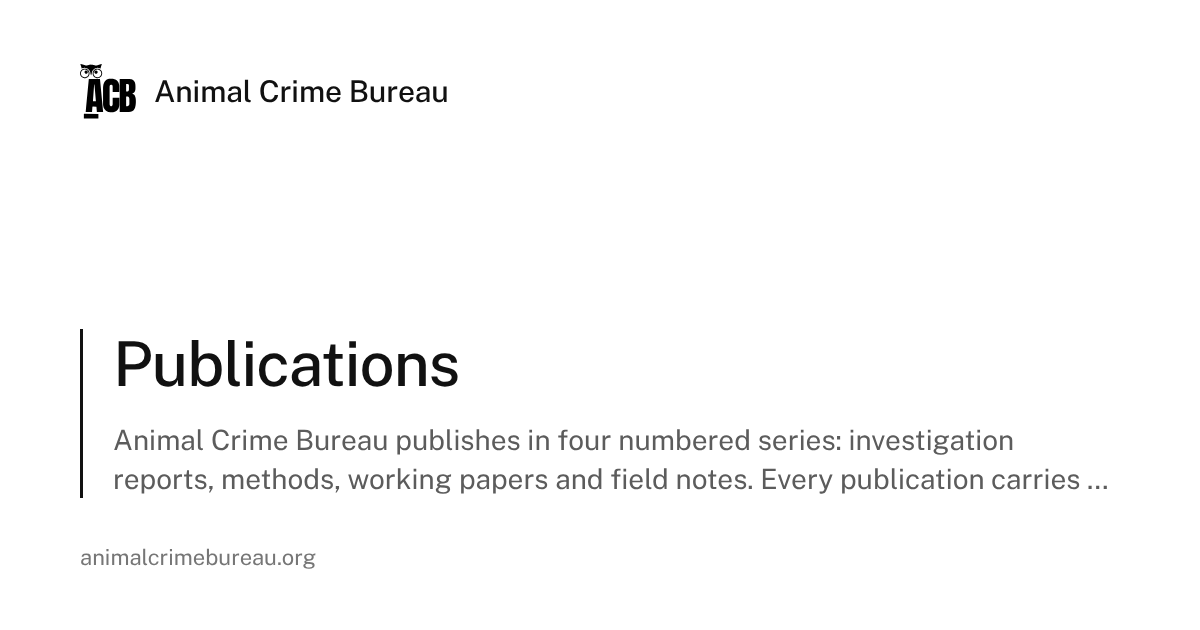 ACB
Animal Crime Bureau
Publications
Animal Crime Bureau publishes in four numbered series: investigation
reports, methods, working papers and field notes. Every publication carries ...
animalcrimebureau.org